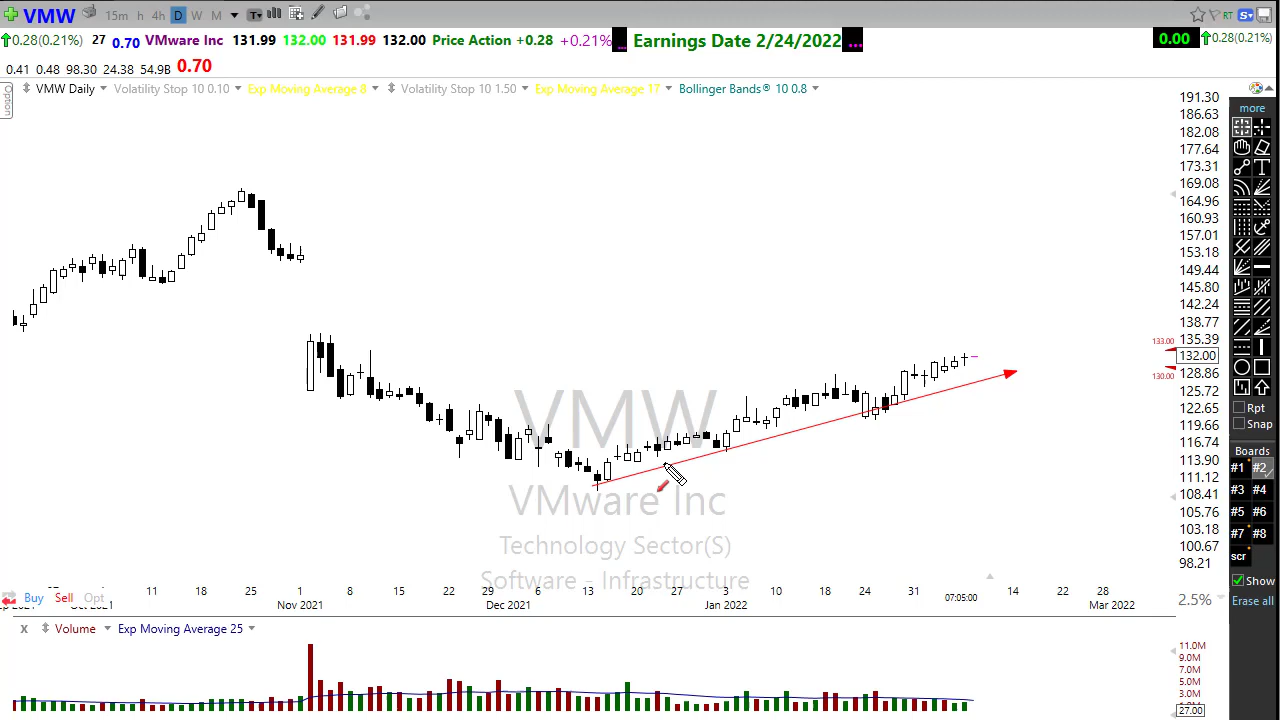 VMW 15m h 4h D W M RT
0.28(0.21%) 27 0.70 VMware Inc 131.99 132.00 131.99 132.00 Price Action +0.28 +0.21% ... Earnings Date 2/24/2022 ... 0.00 0.28(0.21%)
0.41 0.48 98.30 24.38 54.9B 0.70
Option
VMW Daily Volatility Stop 10 0.10 Exp Moving Average 8 Volatility Stop 10 1.50 Exp Moving Average 17 Bollinger Bands® 10 0.8
191.30
186.63
182.08
177.64
173.31
169.08
164.96
160.93
157.01
153.18
149.44
145.80
142.24
138.77
135.39
133.00
132.00
130.00
128.86
125.72
122.65
119.66
116.74
113.90
111.12
108.41
105.76
103.18
100.67
98.21
more
Rpt
Snap
Boards
#1 #2
#3 #4
#5 #6
#7 #8
scr
Show
Erase all
VMW
VMware Inc
Technology Sector(S)
Software - Infrastructure
Buy Sell Opt
11 18 25 1 8 15 22 29 6 13 20 27 3 10 18 24 31 07:05:00 14 22 28
Nov 2021 Dec 2021 Jan 2022 Mar 2022
2.5%
x Volume Exp Moving Average 25
11.0M
9.0M
7.0M
5.0M
3.0M
27.00